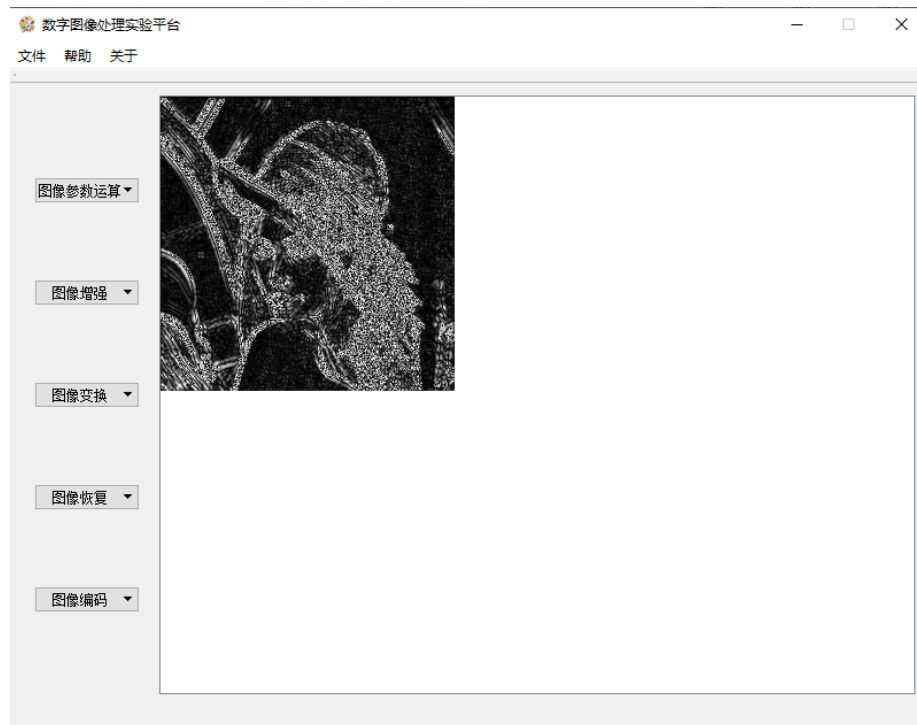 数字图像处理实验平台
文件 帮助 关于
图像参数运算
图像增强
图像变换
图像恢复
图像编码